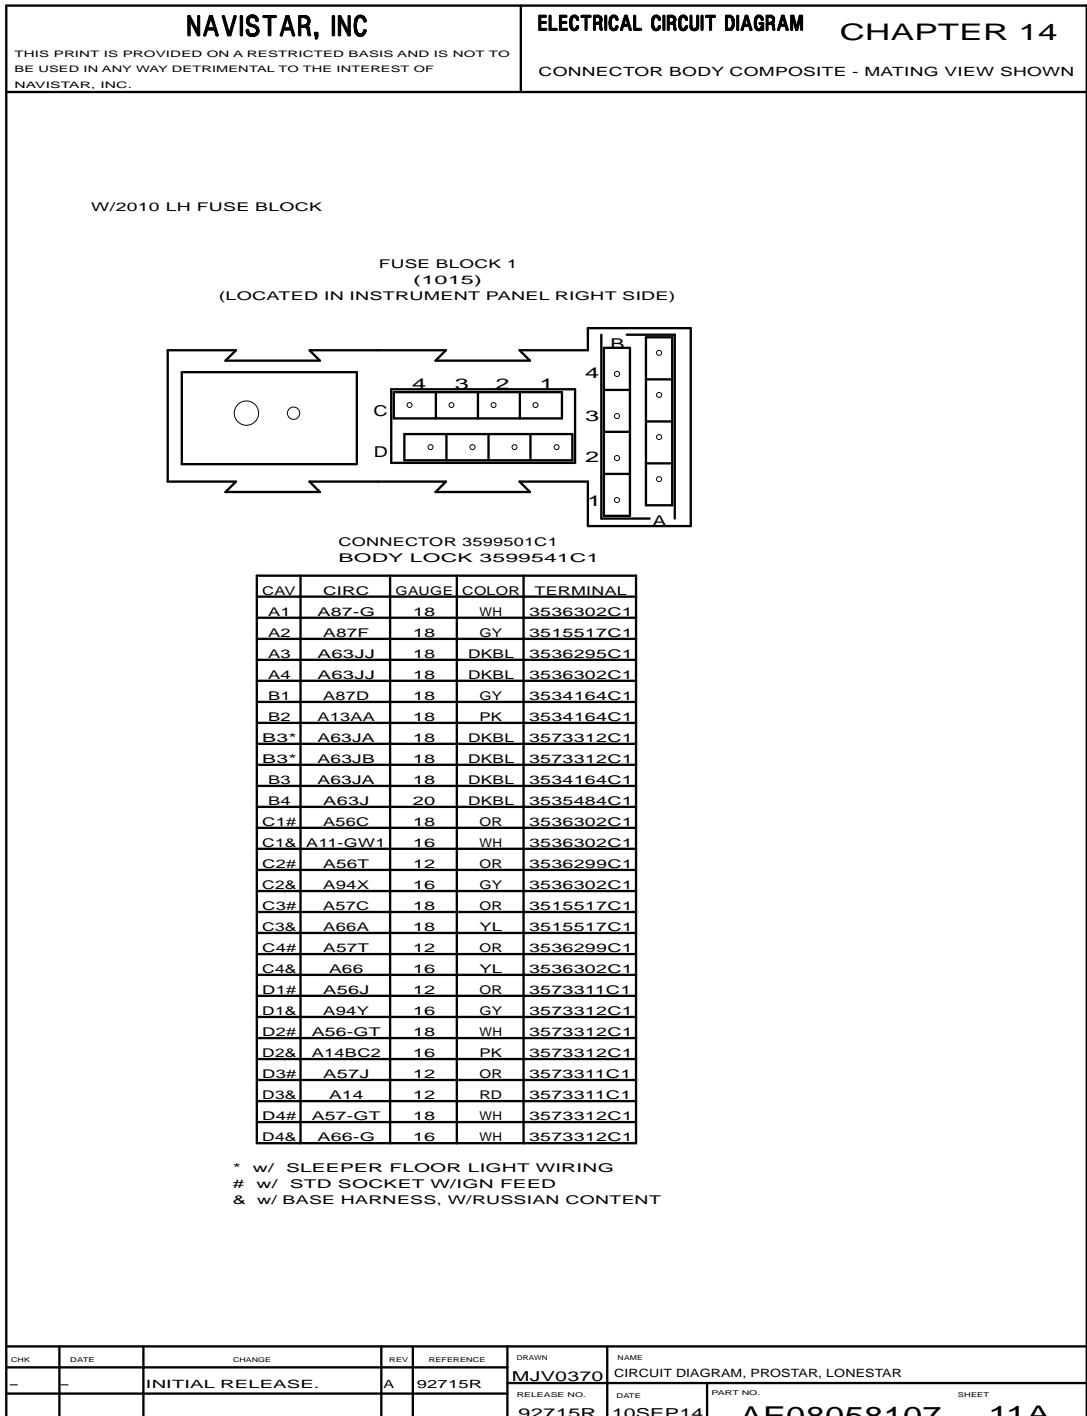 NAVISTAR, INC
THIS PRINT IS PROVIDED ON A RESTRICTED BASIS AND IS NOT TO
BE USED IN ANY WAY DETRIMENTAL TO THE INTEREST OF
NAVISTAR, INC.
ELECTRICAL CIRCUIT DIAGRAM CHAPTER 14
CONNECTOR BODY COMPOSITE - MATING VIEW SHOWN
W/2010 LH FUSE BLOCK
FUSE BLOCK 1
(1015)
(LOCATED IN INSTRUMENT PANEL RIGHT SIDE)
B
4
4 3 2 1
C
3
D
2
1
A
CONNECTOR 3599501C1
BODY LOCK 3599541C1
CAV CIRC GAUGE COLOR TERMINAL
A1 A87-G 18 WH 3536302C1
A2 A87F 18 GY 3515517C1
A3 A63JJ 18 DKBL 3536295C1
A4 A63JJ 18 DKBL 3536302C1
B1 A87D 18 GY 3534164C1
B2 A13AA 18 PK 3534164C1
B3* A63JA 18 DKBL 3573312C1
B3* A63JB 18 DKBL 3573312C1
B3 A63JA 18 DKBL 3534164C1
B4 A63J 20 DKBL 3535484C1
C1# A56C 18 OR 3536302C1
C1& A11-GW1 16 WH 3536302C1
C2# A56T 12 OR 3536299C1
C2& A94X 16 GY 3536302C1
C3# A57C 18 OR 3515517C1
C3& A66A 18 YL 3515517C1
C4# A57T 12 OR 3536299C1
C4& A66 16 YL 3536302C1
D1# A56J 12 OR 3573311C1
D1& A94Y 16 GY 3573312C1
D2# A56-GT 18 WH 3573312C1
D2& A14BC2 16 PK 3573312C1
D3# A57J 12 OR 3573311C1
D3& A14 12 RD 3573311C1
D4# A57-GT 18 WH 3573312C1
D4& A66-G 16 WH 3573312C1
* w/ SLEEPER FLOOR LIGHT WIRING
# w/ STD SOCKET W/IGN FEED
& w/ BASE HARNESS, W/RUSSIAN CONTENT
CHK DATE CHANGE REV REFERENCE DRAWN NAME
– – INITIAL RELEASE. A 92715R MJV0370 CIRCUIT DIAGRAM, PROSTAR, LONESTAR
RELEASE NO. DATE PART NO. SHEET
92715R 10SEP14 AE08058107 11A